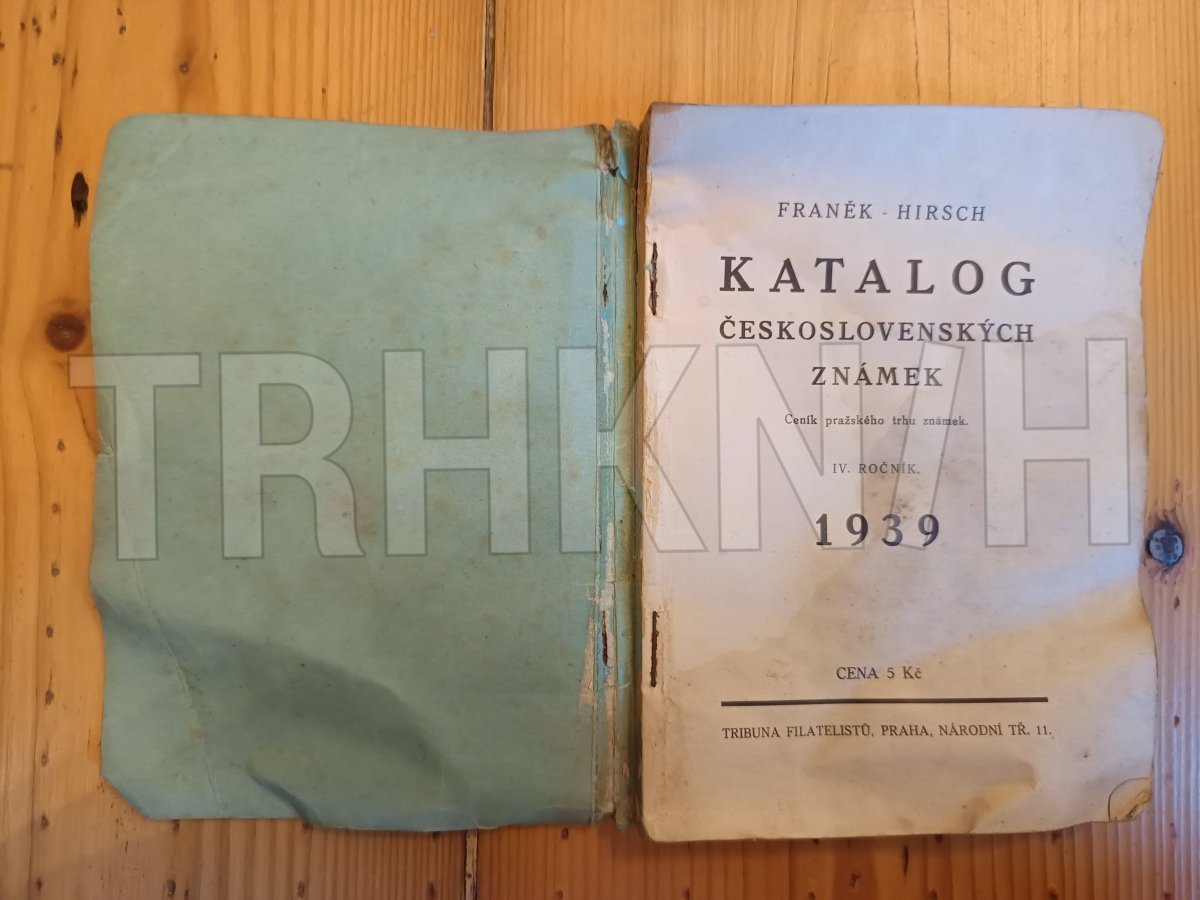 FRANĚK - HIRSCH
KATALOG
ČESKOSLOVENSKÝCH
ZNÁMEK
Ceník pražského trhu známek.
IV. ROČNÍK.
1939
CENA 5 Kč
TRIBUNA FILATELISTŮ, PRAHA, NÁRODNÍ TŘ. 11.
TRHKN/H